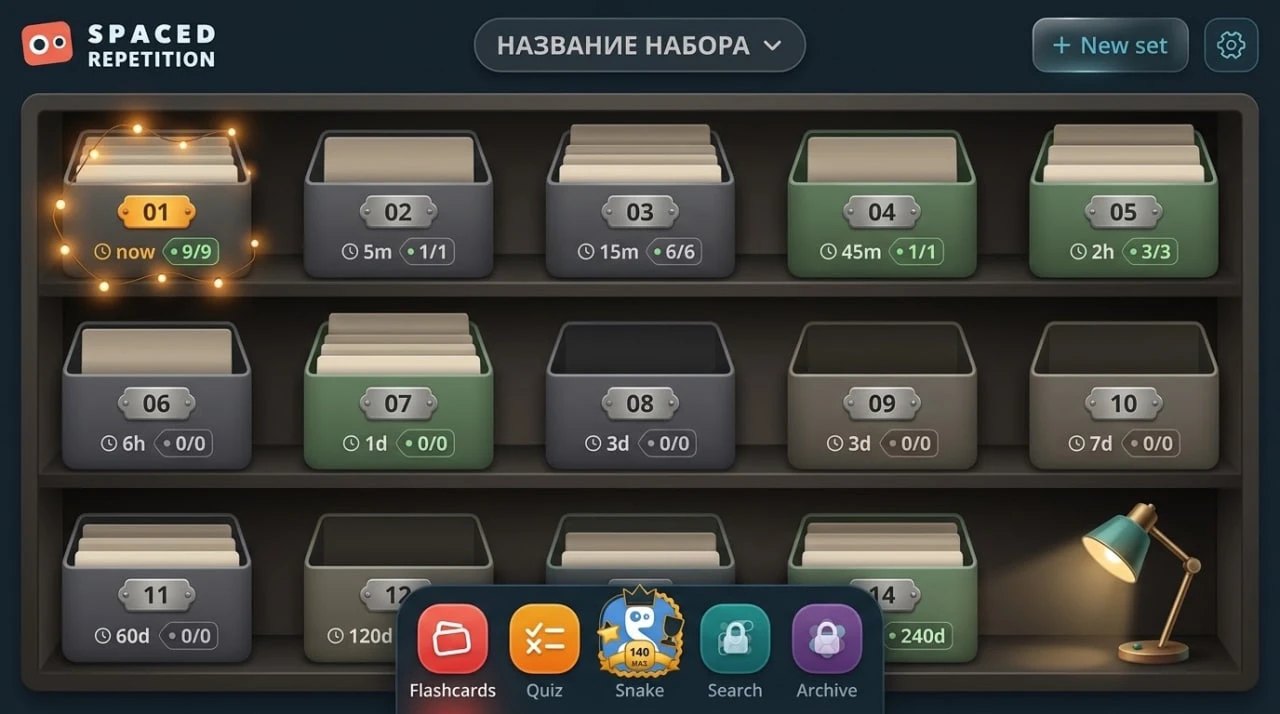 SPACED
REPETITION
НАЗВАНИЕ НАБОРА
+ New set
01
now 9/9
02
5m 1/1
03
15m 6/6
04
45m 1/1
05
2h 3/3
06
6h 0/0
07
1d 0/0
08
3d 0/0
09
3d 0/0
10
7d 0/0
11
60d 0/0
12
120d
14
240d
140
МАЗ
Flashcards
Quiz
Snake
Search
Archive